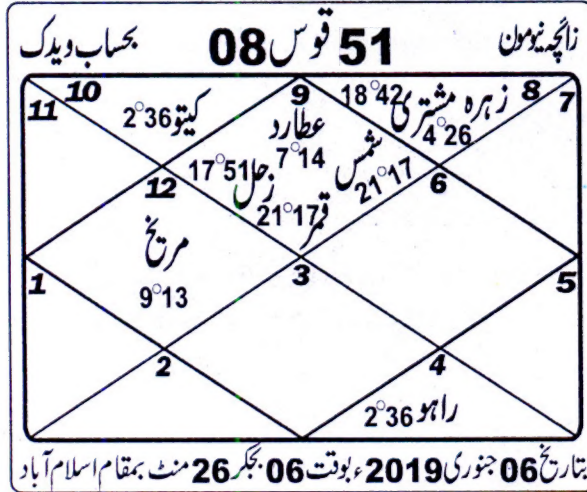 زائچہ نیومون
51 قوس 08
بحساب ویدک
11
10
کیتو 2°36
9
عطارد
7°14
زحل 17°51
شمس 21°17
قمر 21°17
زہرہ 18°42
مشتری 4°26
8
7
12
6
مریخ
9°13
1
3
5
2
4
راہو 2°36
بتاریخ 06 جنوری 2019ء بوقت 06 بجکر 26 منٹ بمقام اسلام آباد